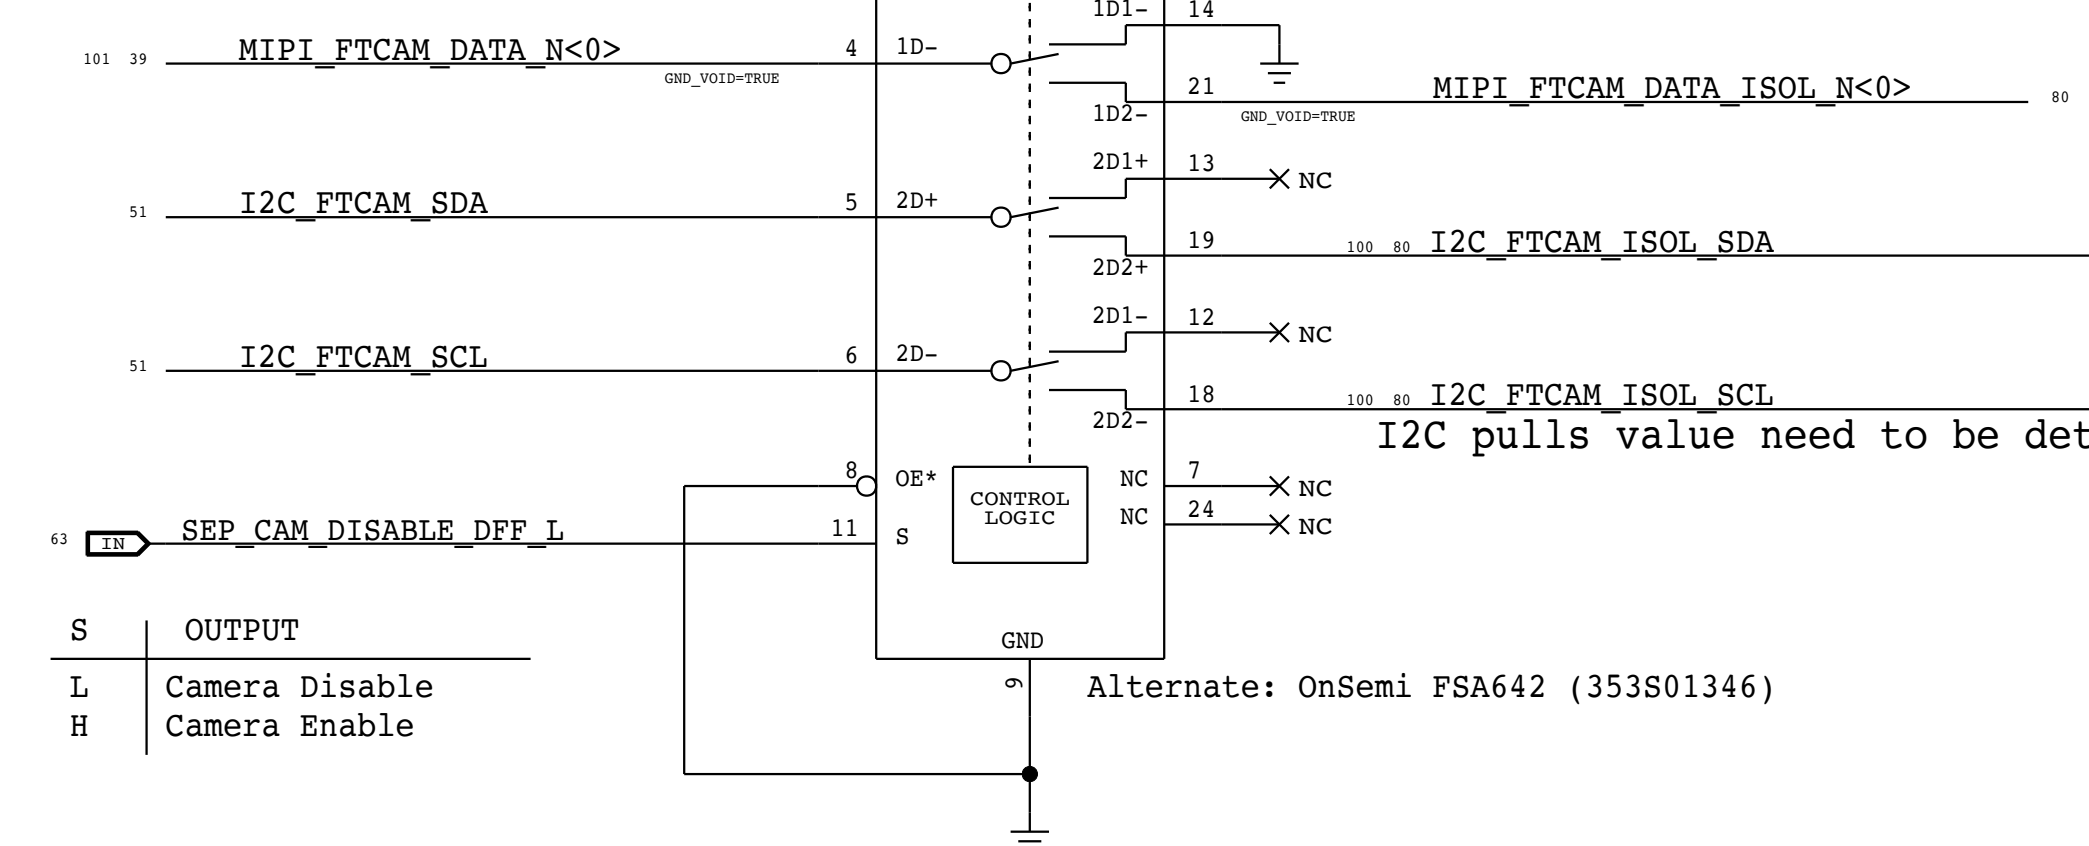 1D1- 14
101 39 MIPI_FTCAM_DATA_N<0> 4 1D-
GND_VOID=TRUE
21 MIPI_FTCAM_DATA_ISOL_N<0> 80
1D2- GND_VOID=TRUE
2D1+ 13 NC
51 I2C_FTCAM_SDA 5 2D+
19 100 80 I2C_FTCAM_ISOL_SDA
2D2+
2D1- 12 NC
51 I2C_FTCAM_SCL 6 2D-
18 100 80 I2C_FTCAM_ISOL_SCL
2D2- I2C pulls value need to be det
8 OE* NC 7 NC
CONTROL
LOGIC
NC 24 NC
63 IN SEP_CAM_DISABLE_DFF_L 11 S
S OUTPUT
GND
L Camera Disable
9 Alternate: OnSemi FSA642 (353S01346)
H Camera Enable